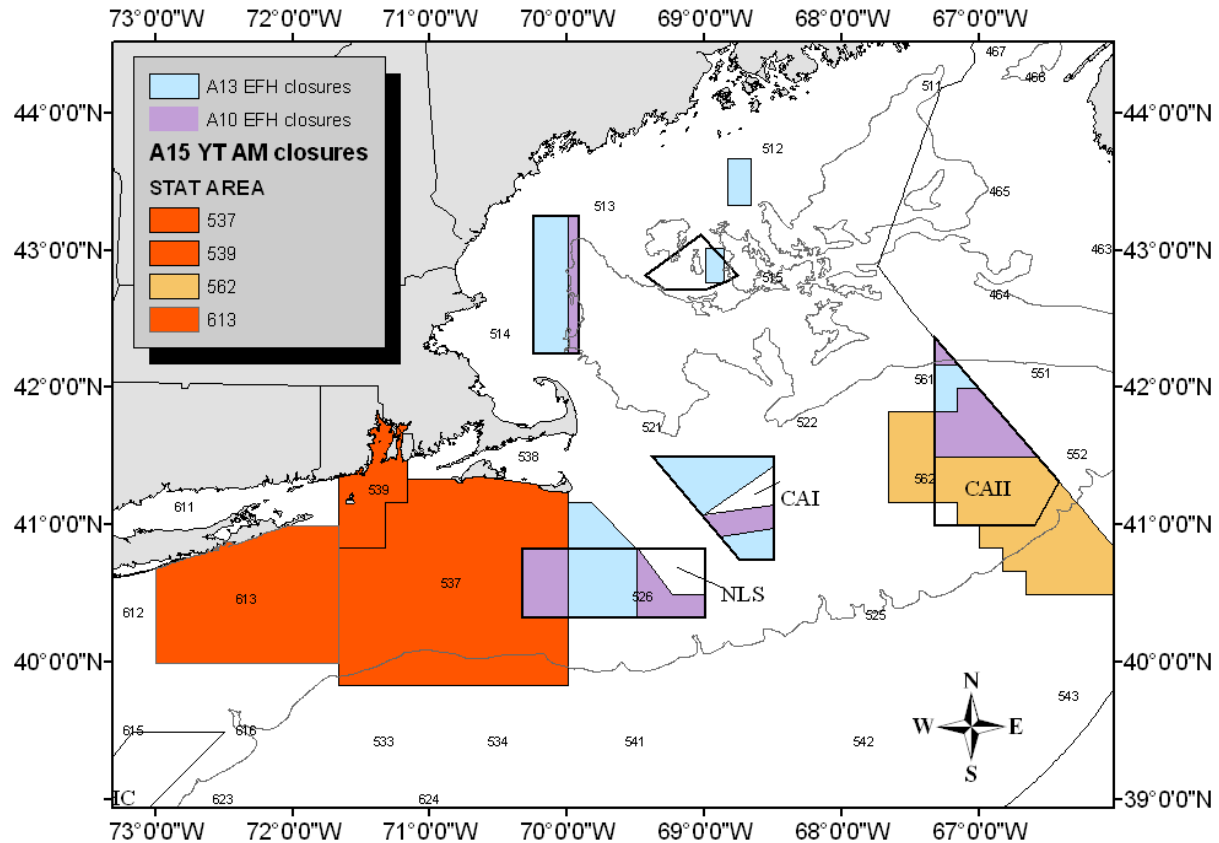 73°0'0"W 72°0'0"W 71°0'0"W 70°0'0"W 69°0'0"W 68°0'0"W 67°0'0"W
A13 EFH closures
A10 EFH closures
A15 YT AM closures
STAT AREA
537
539
562
613
467
466
511
44°0'0"N 44°0'0"N
512
465
513
43°0'0"N 463 43°0'0"N
515
464
514
42°0'0"N 561 551 42°0'0"N
521 522
538 552
539 562 CAII
CAI
611
41°0'0"N 41°0'0"N
537
613 526 NLS
612 525
40°0'0"N 40°0'0"N
543
N
W E
S
615 616
533 534 541 542
39°0'0"N 39°0'0"N
IC 623 624
73°0'0"W 72°0'0"W 71°0'0"W 70°0'0"W 69°0'0"W 68°0'0"W 67°0'0"W